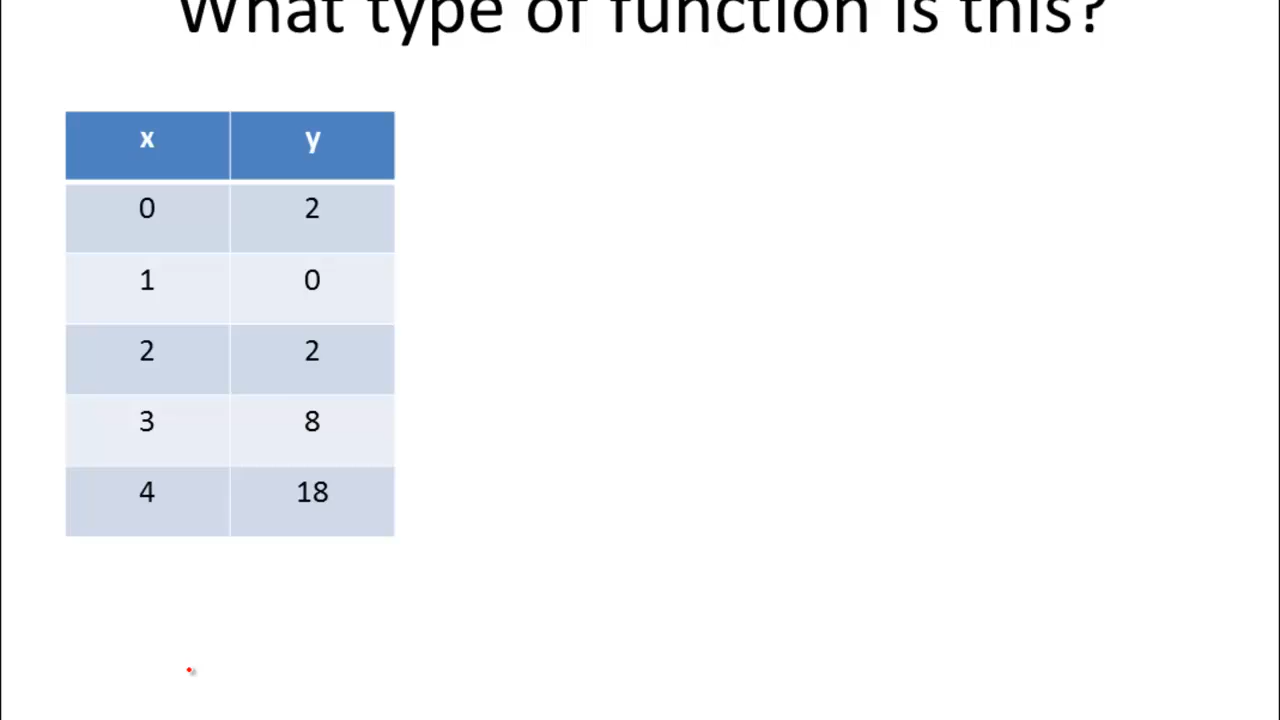 What type of function is this?
x y
0 2
1 0
2 2
3 8
4 18